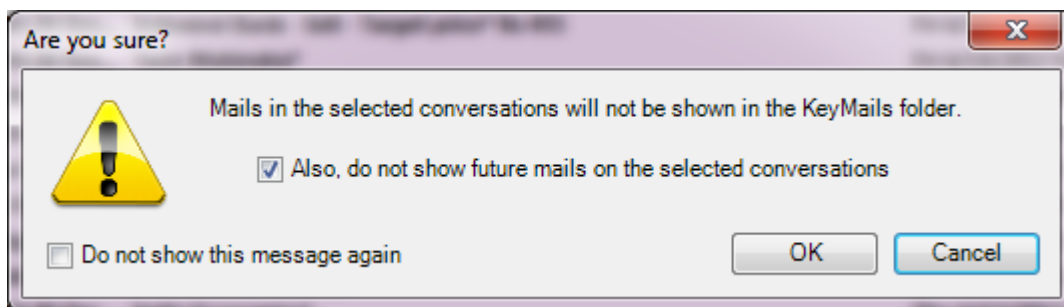 Are you sure?
Mails in the selected conversations will not be shown in the KeyMails folder.
Also, do not show future mails on the selected conversations
Do not show this message again
OK
Cancel